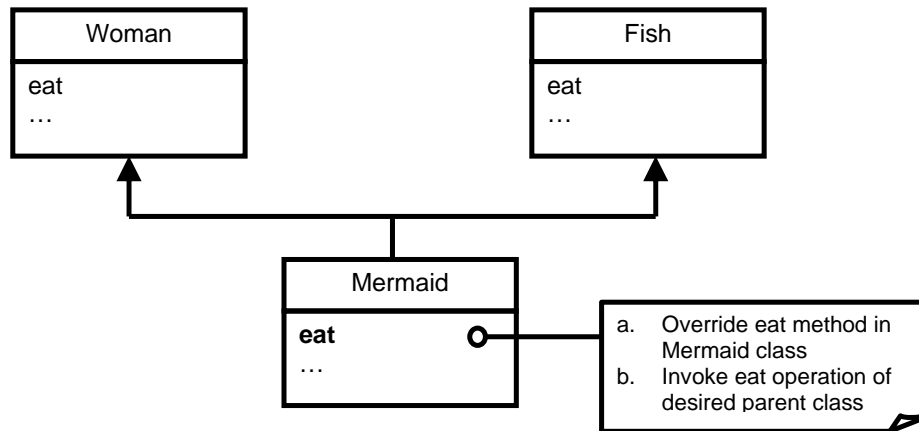 Woman
eat
…
Fish
eat
…
Mermaid
eat
…
a. Override eat method in
Mermaid class
b. Invoke eat operation of
desired parent class